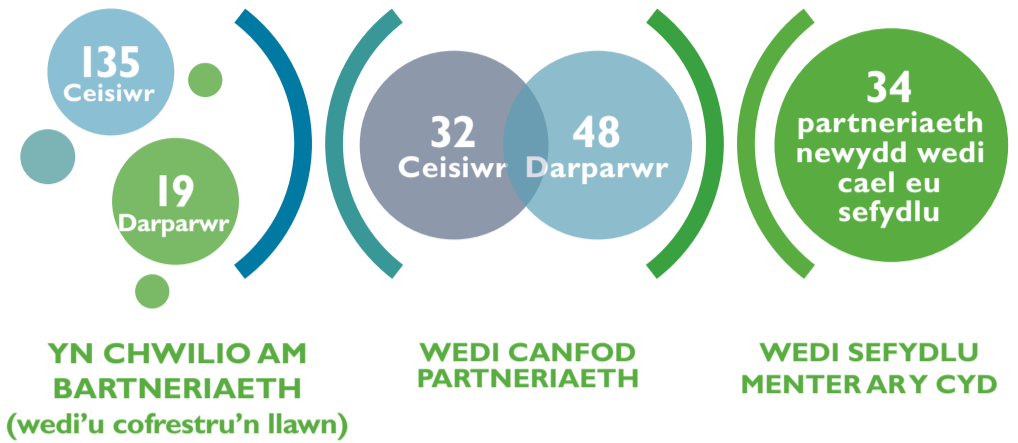 135
Ceisiwr
19
Darparwr
YN CHWILIO AM
BARTNERIAETH
(wedi'u cofrestru'n llawn)
32
Ceisiwr
48
Darparwr
WEDI CANFOD
PARTNERIAETH
34
partneriaeth
newydd wedi
cael eu
sefydlu
WEDI SEFYDLU
MENTER AR Y CYD